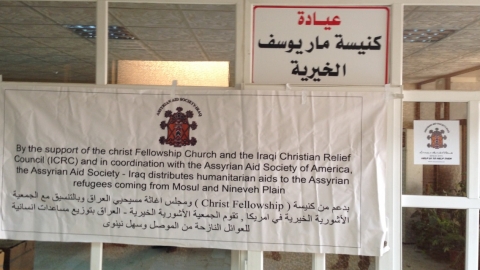 عيادة
كنيسة مار يوسف
الخيرية
By the support of the christ Fellowship Church and the Iraqi Christian Relief
Council (ICRC) and in coordination with the Assyrian Aid Society of America,
the Assyrian Aid Society - Iraq distributes humanitarian aids to the Assyrian
refugees coming from Mosul and Nineveh Plain
بدعم من كنيسة ( Christ Fellowship ) ومجلس اغاثة مسيحيي العراق وبالتنسيق مع الجمعية
الآشورية الخيرية في امريكا , تقوم الجمعية الآشورية الخيرية - العراق بتوزيع مساعدات انسانية
للعوائل النازحة من الموصل وسهل نينوى